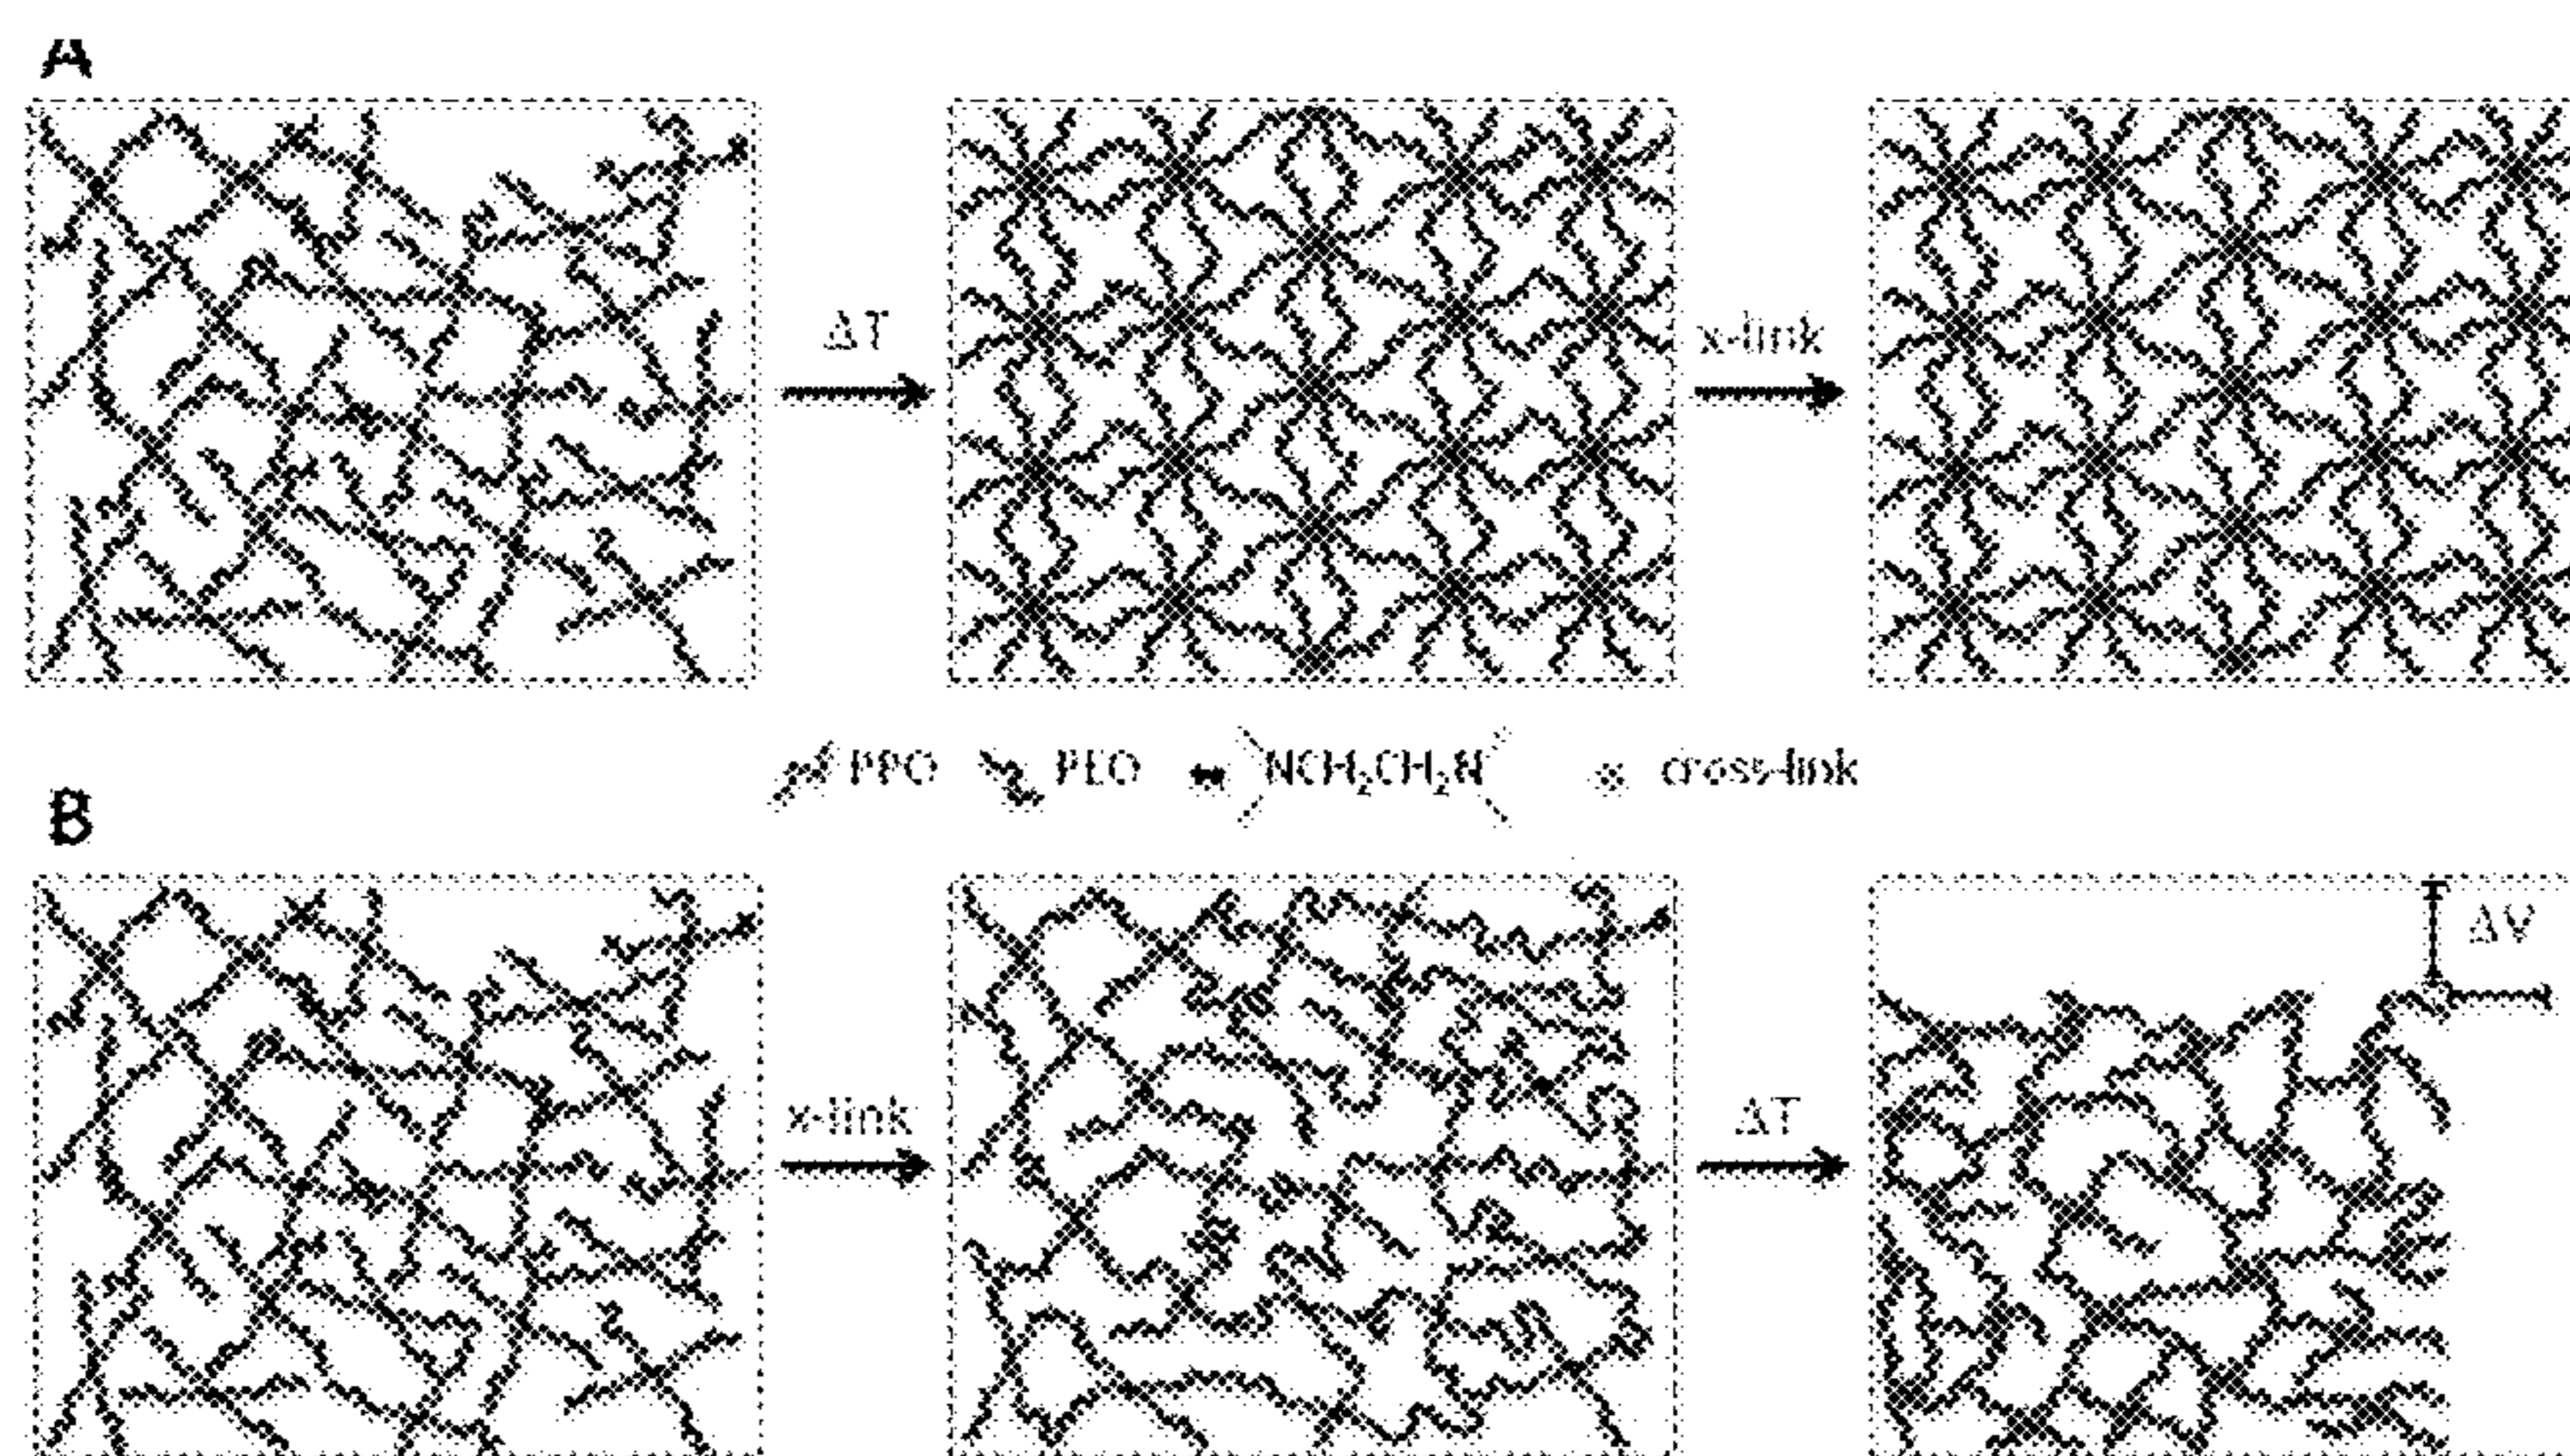 A
ΔT
x-link
PPO PEO NCH₂CH₂N cross-link
B
ΔV
x-link
ΔT